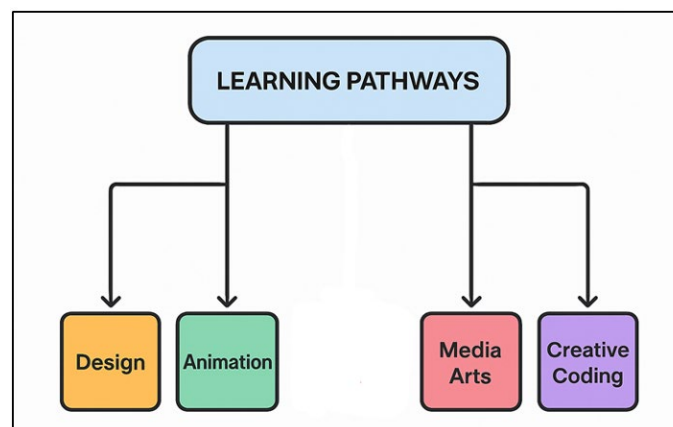 LEARNING PATHWAYS
Design
Animation
Media
Arts
Creative
Coding